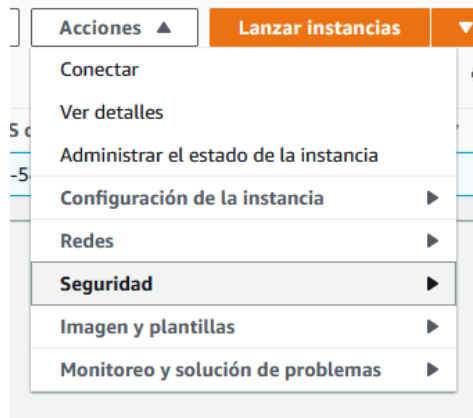 Acciones ▲ Lanzar instancias ▼
Conectar
Ver detalles
Administrar el estado de la instancia
-5
Configuración de la instancia ▶
Redes ▶
Seguridad ▶
Imagen y plantillas ▶
Monitoreo y solución de problemas ▶